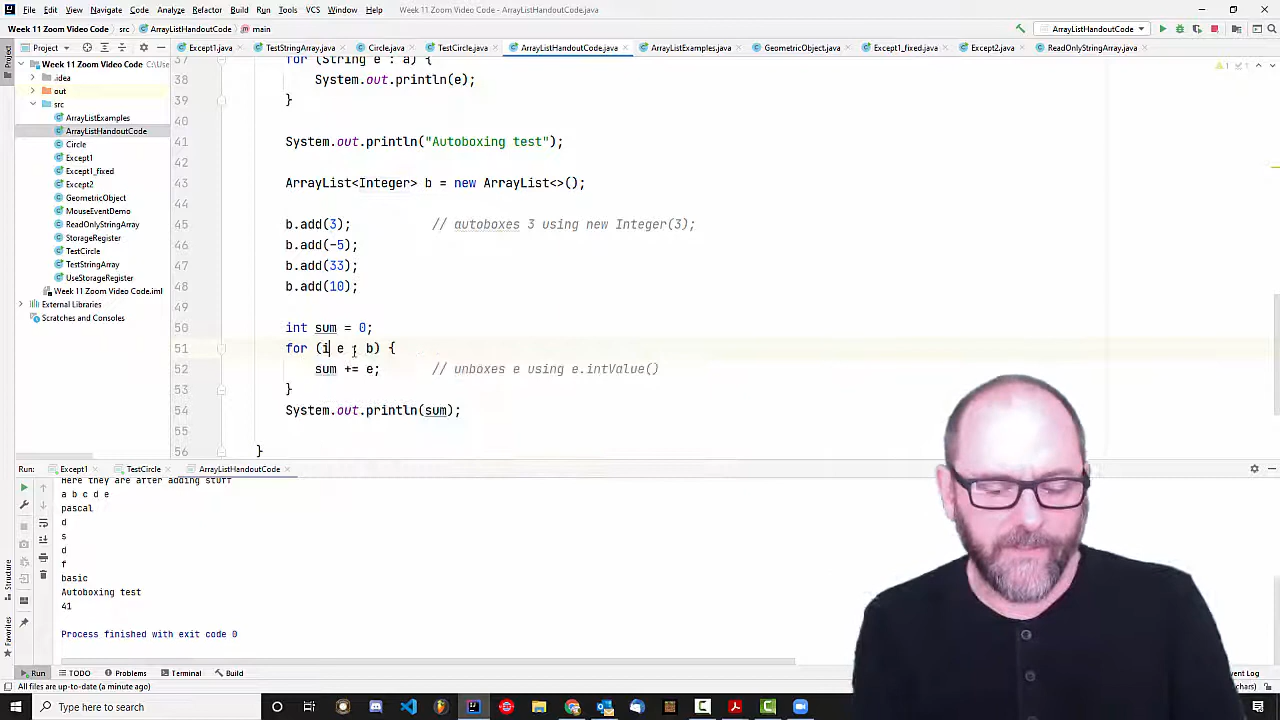 File Edit View Navigate Code Analyze Refactor Build Run Tools VCS Window Help Week 11 Zoom Video Code - ArrayListHandoutCode.java
Week 11 Zoom Video Code src ArrayListHandoutCode main ArrayListHandoutCode
Project Except1.java TestStringArray.java Circle.java TestCircle.java ArrayListHandoutCode.java ArrayListExamples.java GeometricObject.java Except1_fixed.java Except2.java ReadOnlyStringArray.java
Week 11 Zoom Video Code C:\Use
.idea
out
src
ArrayListExamples
ArrayListHandoutCode
Circle
Except1
Except1_fixed
Except2
GeometricObject
MouseEventDemo
ReadOnlyStringArray
StorageRegister
TestCircle
TestStringArray
UseStorageRegister
Week 11 Zoom Video Code.iml
External Libraries
Scratches and Consoles
37 for (String e : a) {
38 System.out.println(e);
39 }
40
41 System.out.println("Autoboxing test");
42
43 ArrayList<Integer> b = new ArrayList<>();
44
45 b.add(3); // autoboxes 3 using new Integer(3);
46 b.add(-5);
47 b.add(33);
48 b.add(10);
49
50 int sum = 0;
51 for (i e : b) {
52 sum += e; // unboxes e using e.intValue()
53 }
54 System.out.println(sum);
55
56 }
1 1
Project
Structure
Favorites
Run: Except1 TestCircle ArrayListHandoutCode
Here they are after adding stuff
a b c d e
pascal
d
s
d
f
basic
Autoboxing test
41
Process finished with exit code 0
Run TODO Problems Terminal Build
All files are up-to-date (a minute ago)
Type here to search